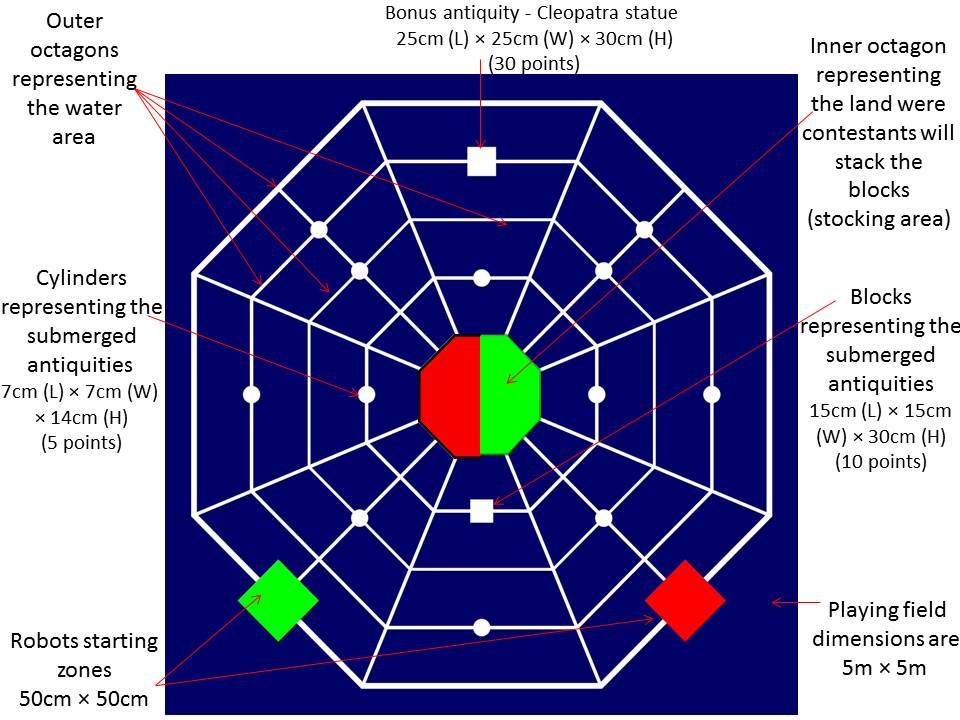 Outer
octagons
representing
the water
area
Bonus antiquity - Cleopatra statue
25cm (L) × 25cm (W) × 30cm (H)
(30 points)
Inner octagon
representing
the land were
contestants will
stack the
blocks
(stocking area)
Cylinders
representing the
submerged
antiquities
7cm (L) × 7cm (W)
× 14cm (H)
(5 points)
Blocks
representing the
submerged
antiquities
15cm (L) × 15cm
(W) × 30cm (H)
(10 points)
Robots starting
zones
50cm × 50cm
Playing field
dimensions are
5m × 5m